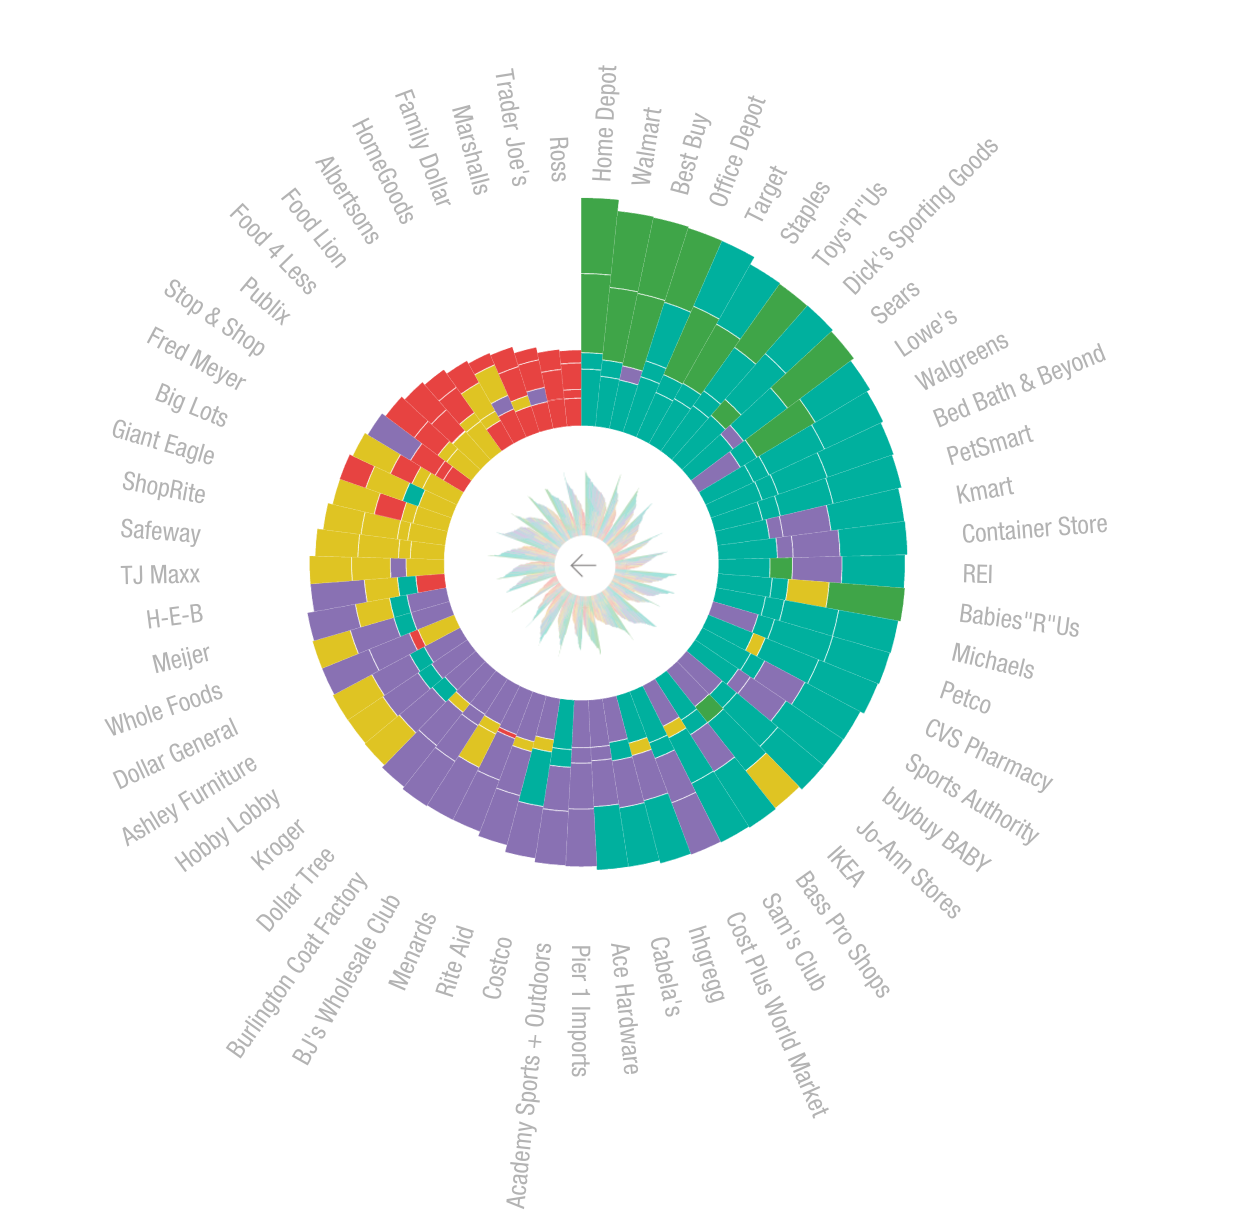 Home Depot
Walmart
Best Buy
Office Depot
Target
Staples
Toys"R"Us
Dick's Sporting Goods
Sears
Lowe's
Walgreens
Bed Bath & Beyond
PetSmart
Kmart
Container Store
REI
Babies"R"Us
Michaels
Petco
CVS Pharmacy
Sports Authority
buybuy BABY
Jo-Ann Stores
IKEA
Bass Pro Shops
Sam's Club
Cost Plus World Market
hhgregg
Cabela's
Ace Hardware
Pier 1 Imports
Academy Sports + Outdoors
Costco
Rite Aid
Menards
BJ's Wholesale Club
Burlington Coat Factory
Dollar Tree
Kroger
Hobby Lobby
Ashley Furniture
Dollar General
Whole Foods
Meijer
H-E-B
TJ Maxx
Safeway
ShopRite
Giant Eagle
Big Lots
Fred Meyer
Stop & Shop
Publix
Food 4 Less
Food Lion
Albertsons
HomeGoods
Family Dollar
Marshalls
Trader Joe's
Ross